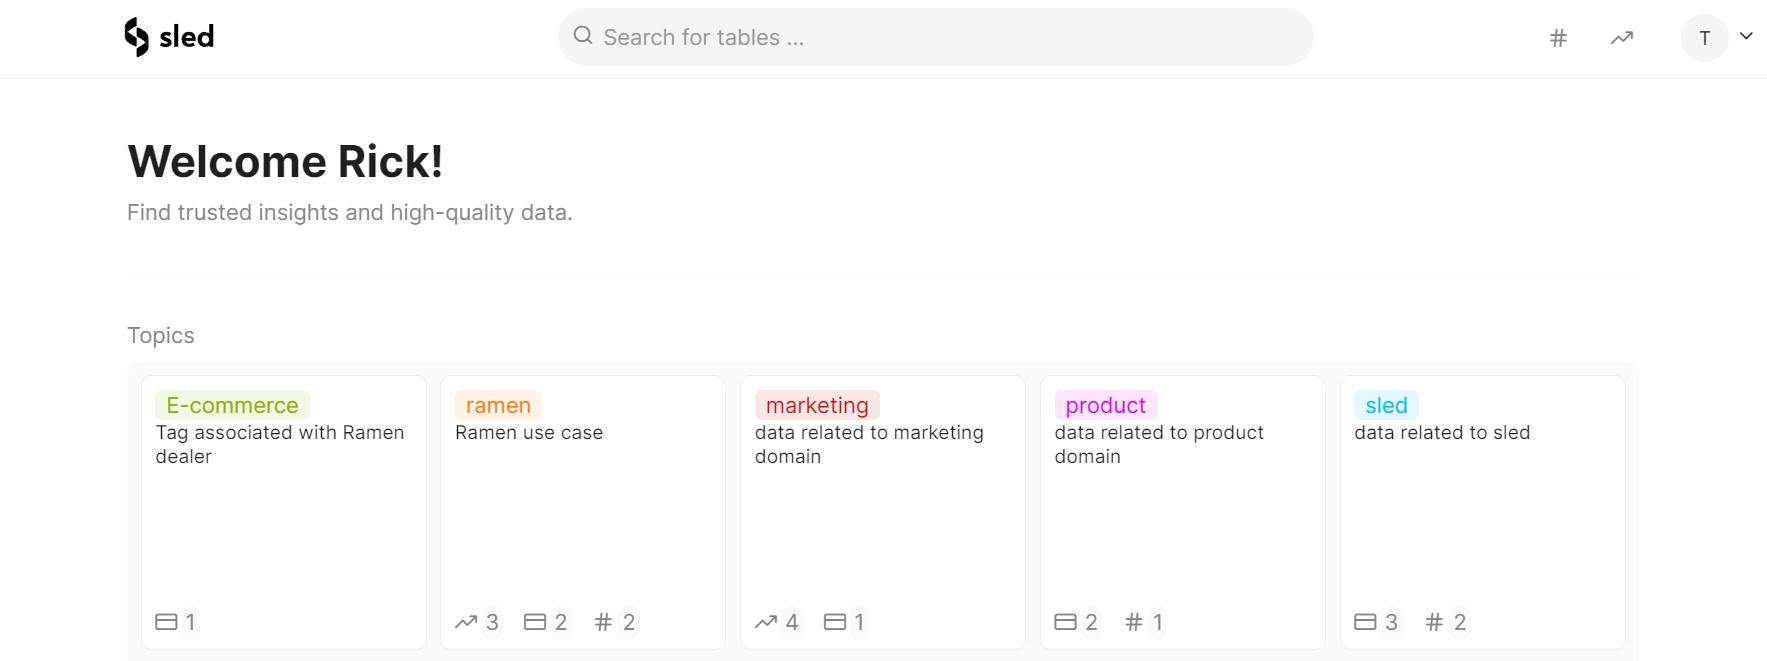 sled
Search for tables ...
#
T
Welcome Rick!
Find trusted insights and high-quality data.
Topics
E-commerce
Tag associated with Ramen
dealer
1
ramen
Ramen use case
3 2 # 2
marketing
data related to marketing
domain
4 1
product
data related to product
domain
2 # 1
sled
data related to sled
3 # 2